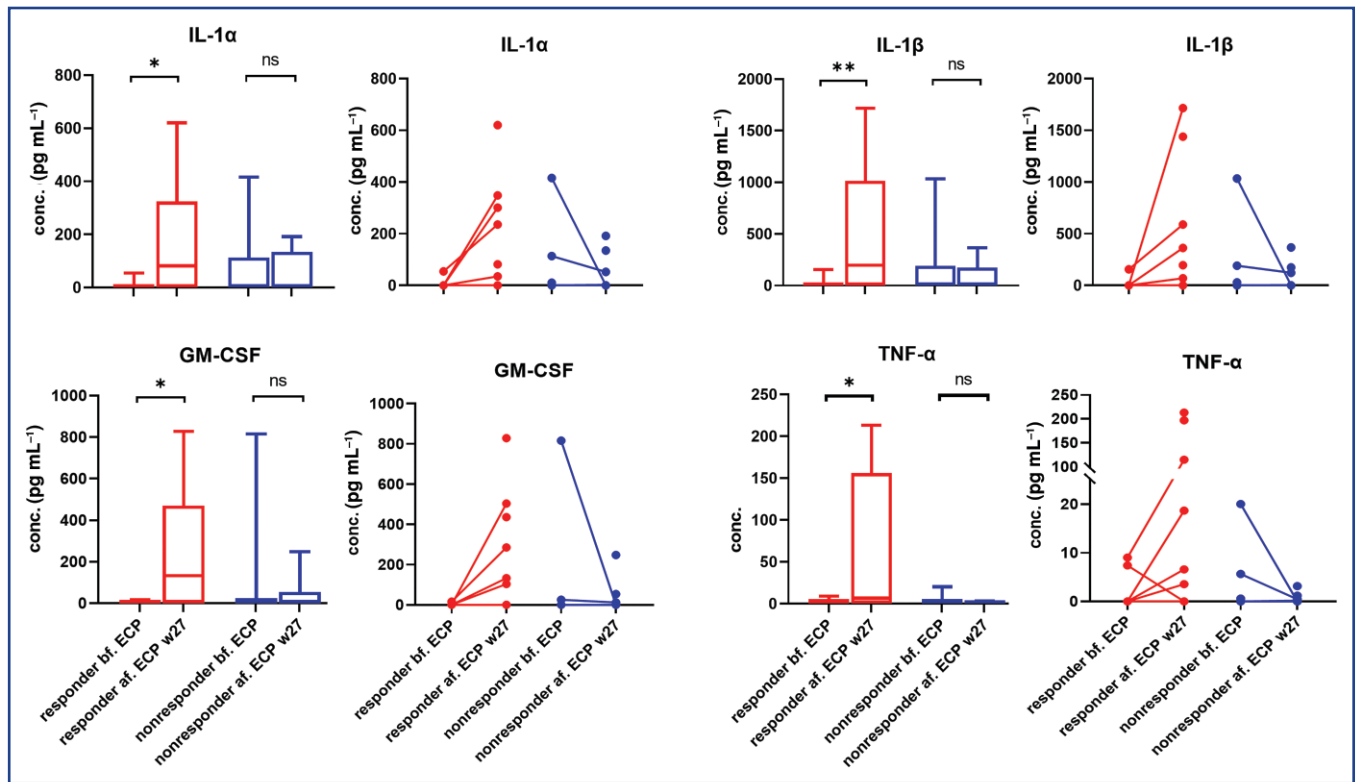 IL-1α
IL-1α
IL-1β
IL-1β
conc. (pg mL⁻¹)
800
600
400
200
0
*
ns
conc. (pg mL⁻¹)
800
600
400
200
0
conc. (pg mL⁻¹)
2000
1500
1000
500
0
**
ns
conc. (pg mL⁻¹)
2000
1500
1000
500
0
GM-CSF
GM-CSF
TNF-α
TNF-α
conc. (pg mL⁻¹)
1000
800
600
400
200
0
*
ns
responder bf. ECP
responder af. ECP w27
nonresponder bf. ECP
nonresponder af. ECP w27
conc. (pg mL⁻¹)
1000
800
600
400
200
0
responder bf. ECP
responder af. ECP w27
nonresponder bf. ECP
nonresponder af. ECP w27
conc.
250
200
150
100
50
0
*
ns
responder bf. ECP
responder af. ECP w27
nonresponder bf. ECP
nonresponder af. ECP w27
conc. (pg mL⁻¹)
250
200
150
100
20
10
0
responder bf. ECP
responder af. ECP w27
nonresponder bf. ECP
nonresponder af. ECP w27